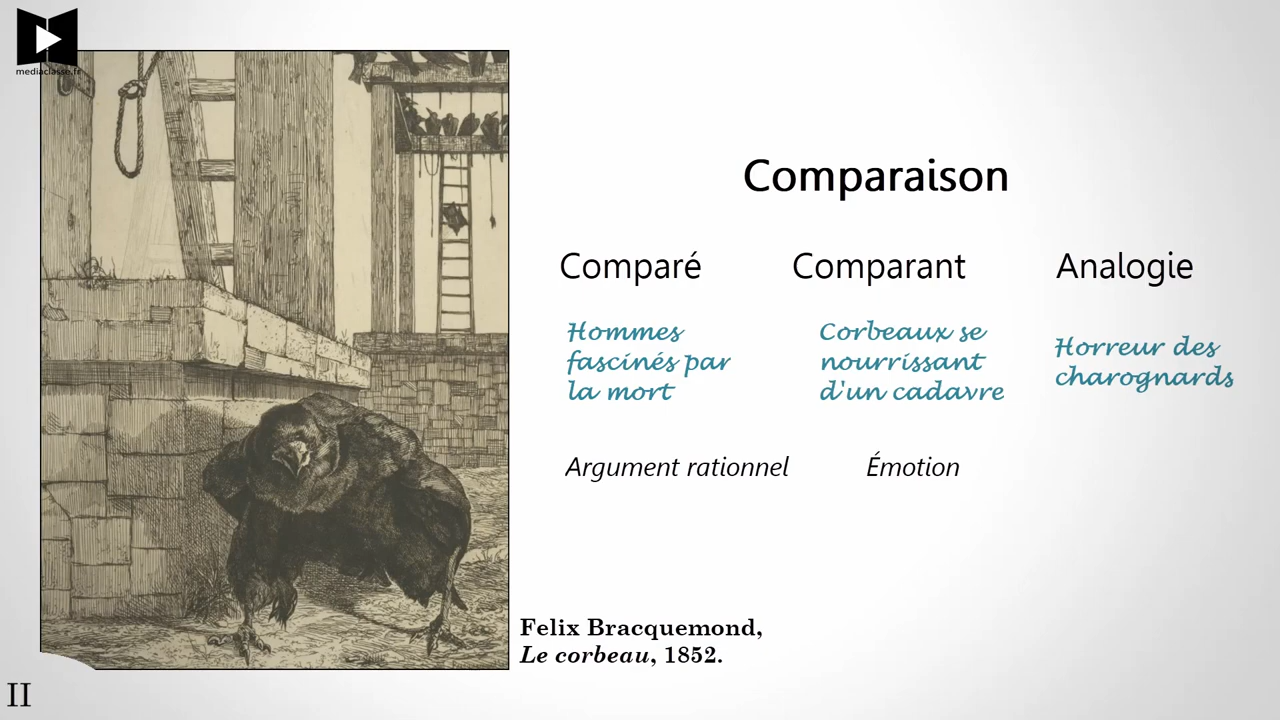 mediaclasse.fr
Comparaison
Comparé
Comparant
Analogie
Hommes
fascinés par
la mort
Corbeaux se
nourrissant
d'un cadavre
Horreur des
charognards
Argument rationnel
Émotion
Felix Bracquemond,
Le corbeau, 1852.
II